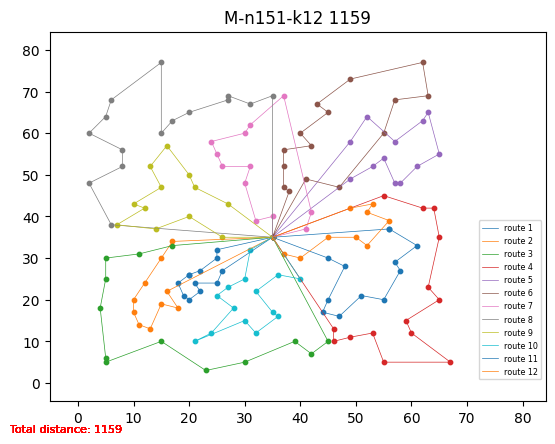 M-n151-k12 1159
80
70
60
50
40
30
20
10
0
0 10 20 30 40 50 60 70 80
route 1
route 2
route 3
route 4
route 5
route 6
route 7
route 8
route 9
route 10
route 11
route 12
Total distance: 1159